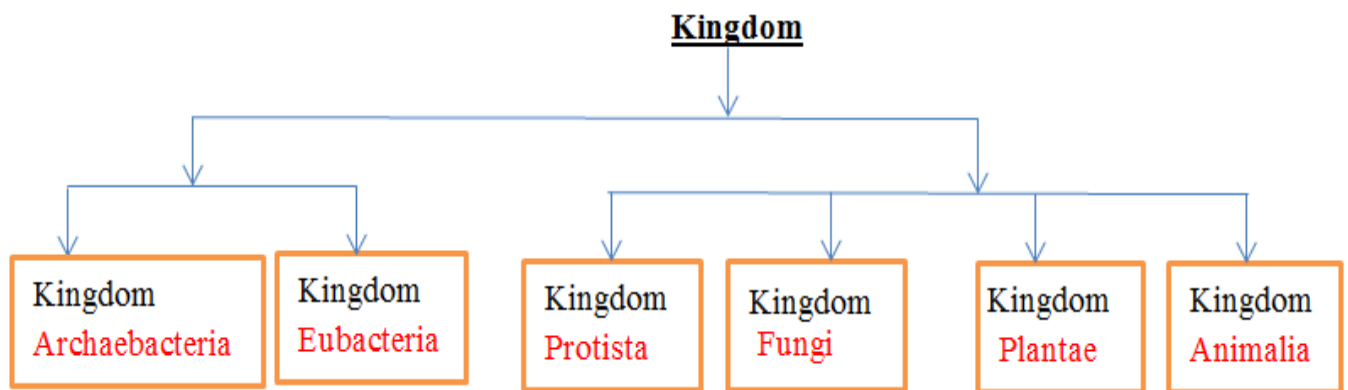 Kingdom
Kingdom
Archaebacteria
Kingdom
Eubacteria
Kingdom
Protista
Kingdom
Fungi
Kingdom
Plantae
Kingdom
Animalia